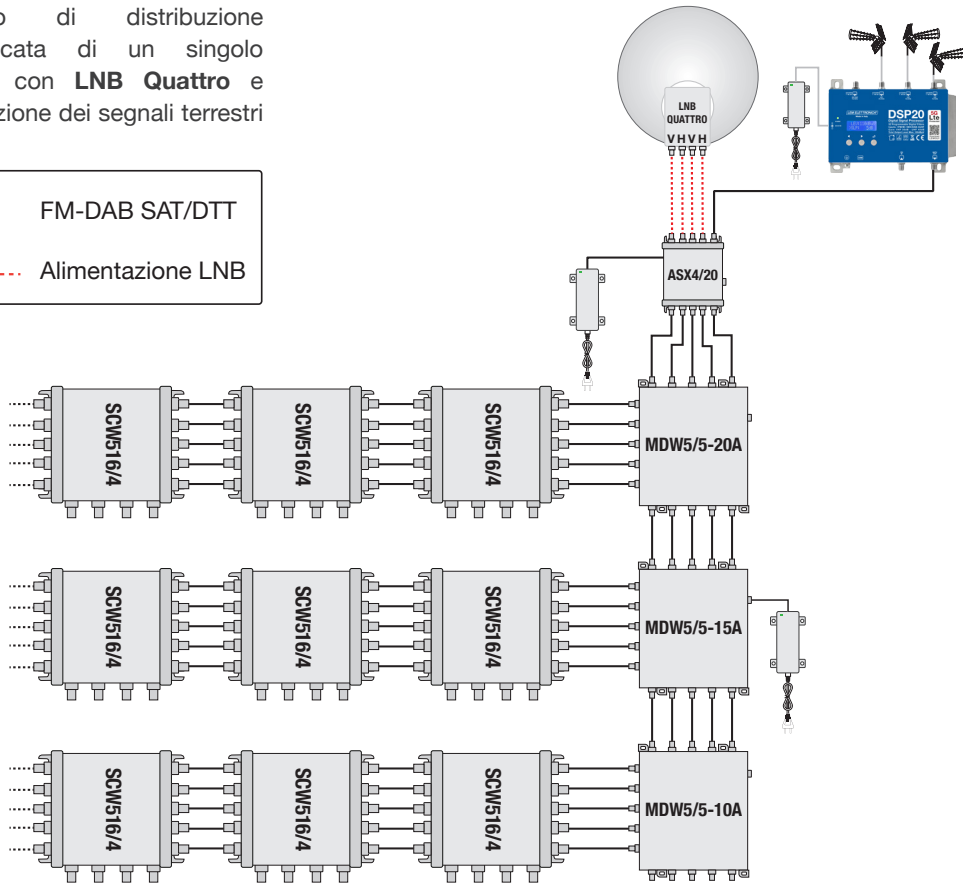 di distribuzione
di un singolo
con LNB Quattro e
dei segnali terrestri
FM-DAB SAT/DTT
Alimentazione LNB
LNB
QUATTRO
V H V H
DSP20
5G
LTE
ASX4/20
SCW516/4
SCW516/4
SCW516/4
MDW5/5-20A
SCW516/4
SCW516/4
SCW516/4
MDW5/5-15A
SCW516/4
SCW516/4
SCW516/4
MDW5/5-10A